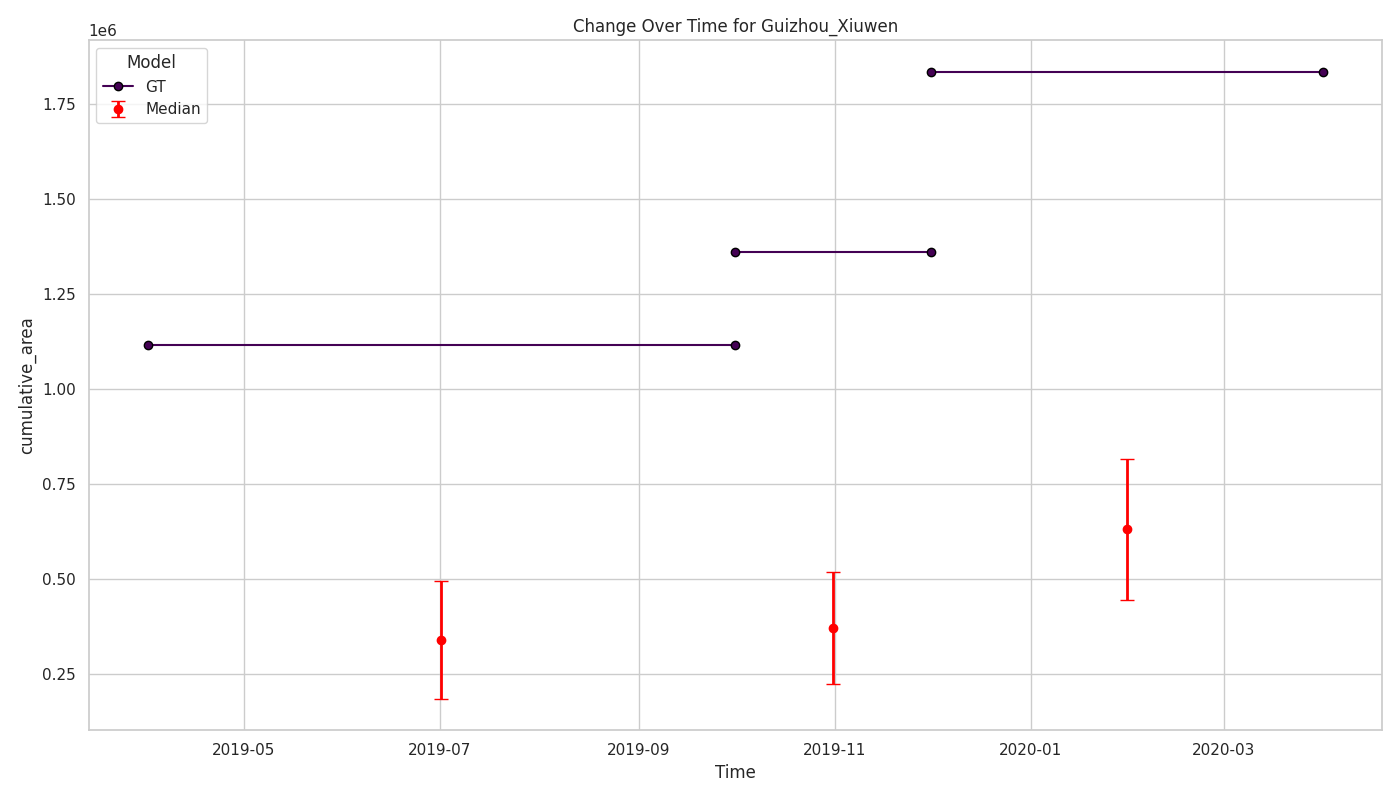 Change Over Time for Guizhou_Xiuwen
1e6
Model
GT
Median
1.75
1.50
1.25
1.00
0.75
0.50
0.25
cumulative_area
2019-05
2019-07
2019-09
2019-11
2020-01
2020-03
Time